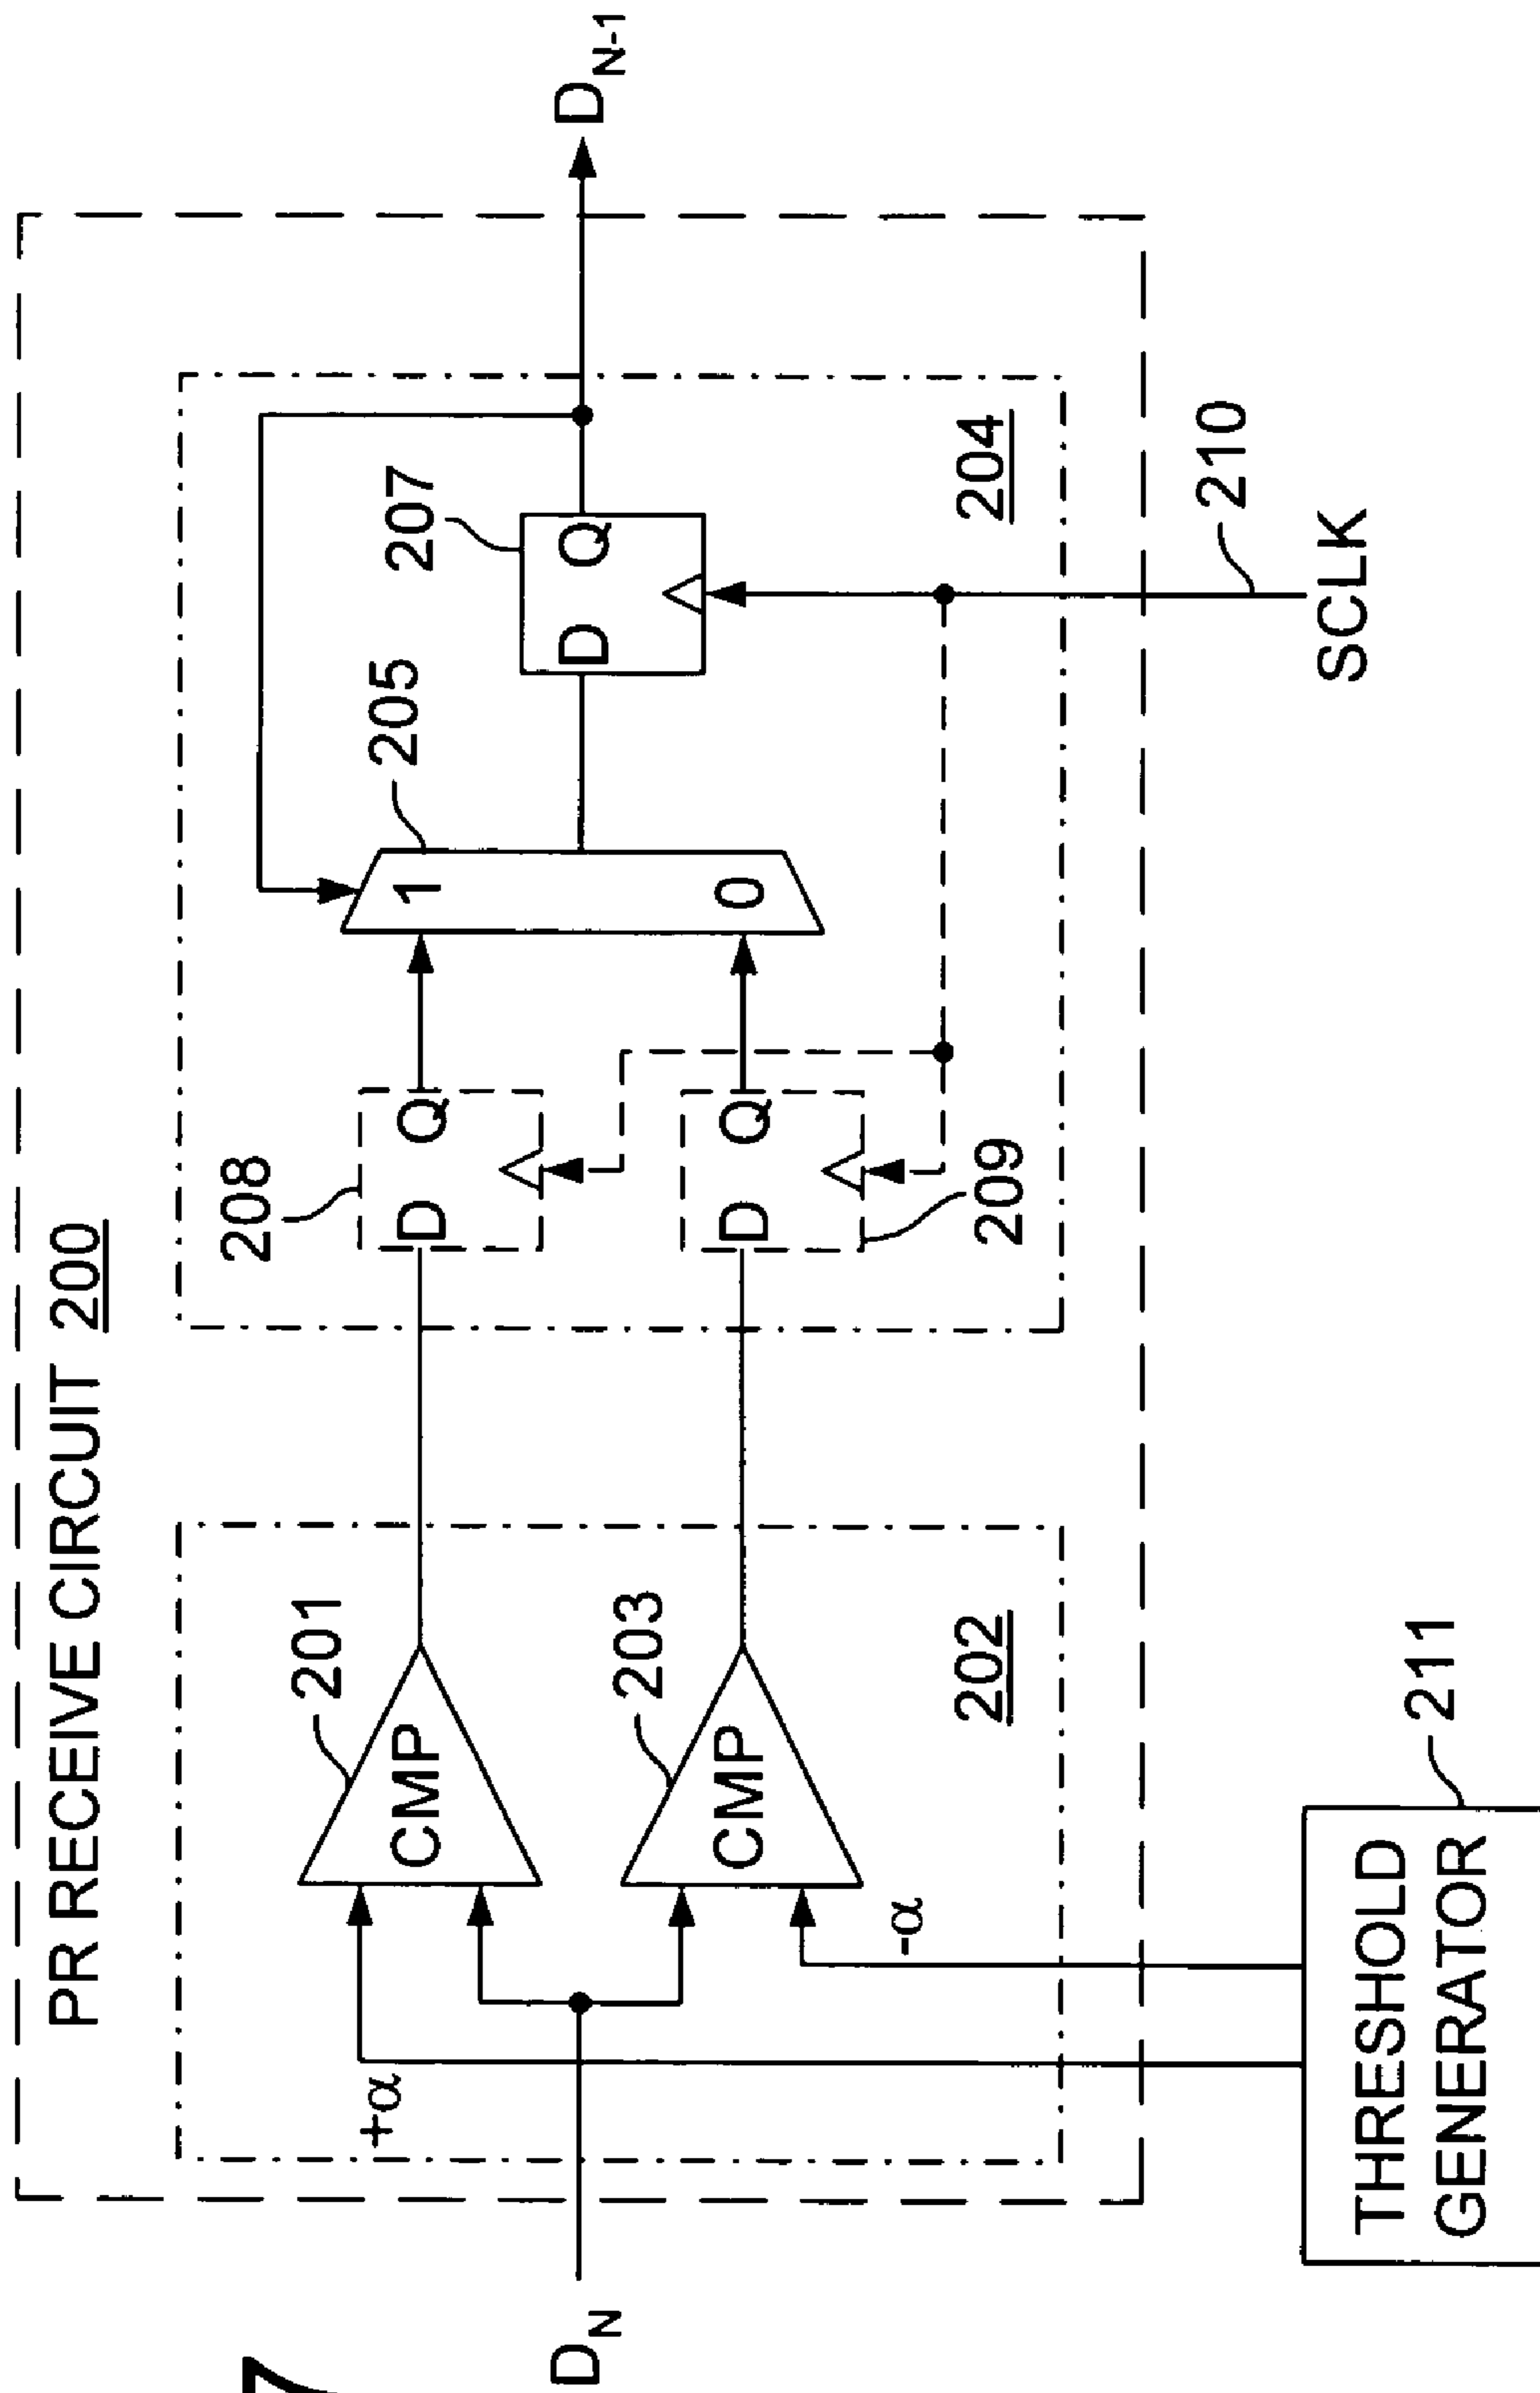 PR RECEIVE CIRCUIT 200
D_N
+α
-α
CMP
201
CMP
203
202
208
D Q
D Q
209
1
0
205
207
D Q
204
D_N-1
210
SCLK
THRESHOLD
GENERATOR
211
7